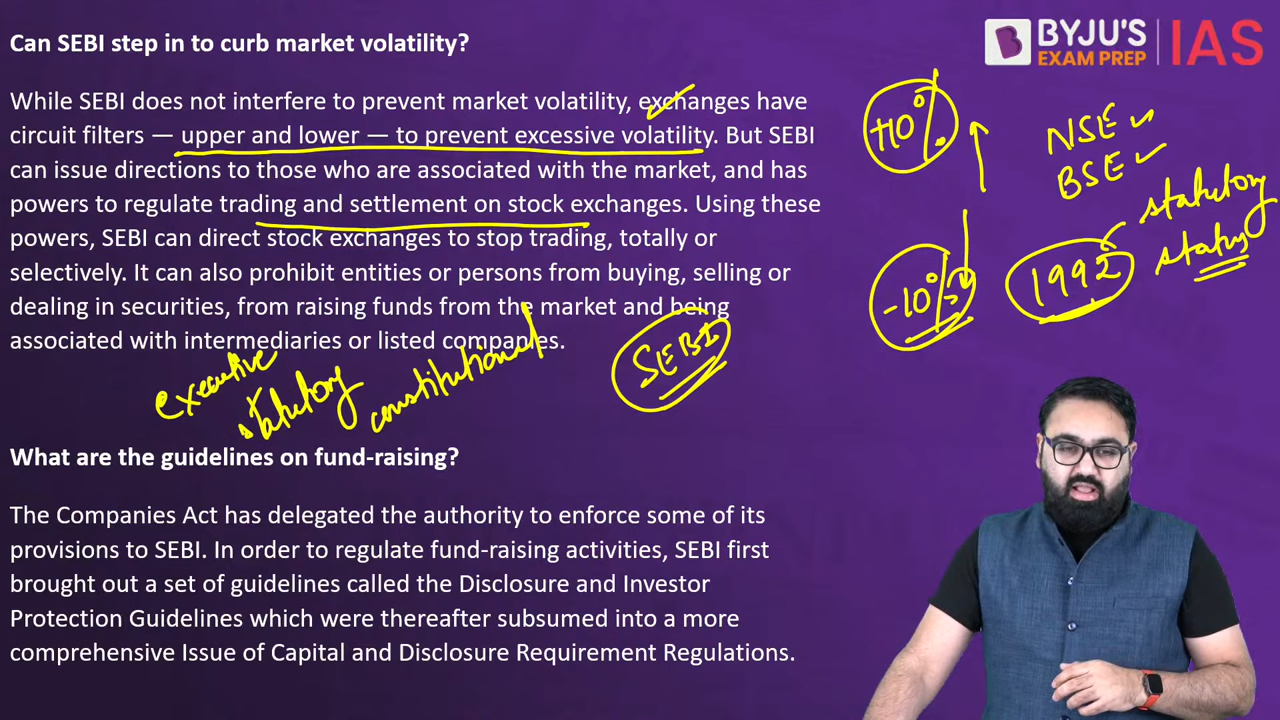 Can SEBI step in to curb market volatility?
BYJU'S
EXAM PREP
IAS
While SEBI does not interfere to prevent market volatility, exchanges have
circuit filters — upper and lower — to prevent excessive volatility. But SEBI
can issue directions to those who are associated with the market, and has
powers to regulate trading and settlement on stock exchanges. Using these
powers, SEBI can direct stock exchanges to stop trading, totally or
selectively. It can also prohibit entities or persons from buying, selling or
dealing in securities, from raising funds from the market and being
associated with intermediaries or listed companies.
+10%
-10%
NSE
BSE
statutory
status
1992
SEBI
executive
statutory
constitutional
What are the guidelines on fund-raising?
The Companies Act has delegated the authority to enforce some of its
provisions to SEBI. In order to regulate fund-raising activities, SEBI first
brought out a set of guidelines called the Disclosure and Investor
Protection Guidelines which were thereafter subsumed into a more
comprehensive Issue of Capital and Disclosure Requirement Regulations.